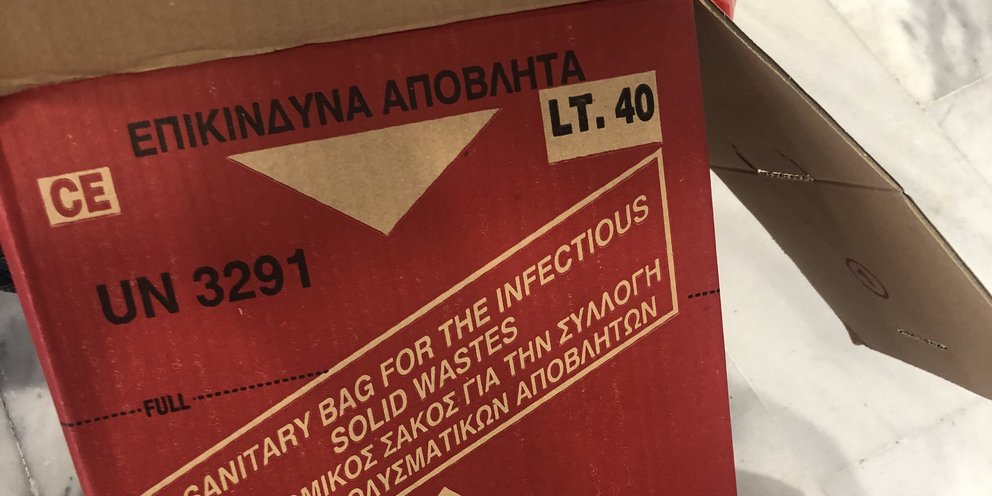 ΕΠΙΚΙΝΔΥΝΑ ΑΠΟΒΛΗΤΑ
LT. 40
CE
UN 3291
FULL
SANITARY BAG FOR THE INFECTIOUS
SOLID WASTES
ΣΑΚΟΣ ΓΙΑ ΤΗΝ ΣΥΛΛΟΓΗ
ΑΠΟΒΛΗΤΩΝ